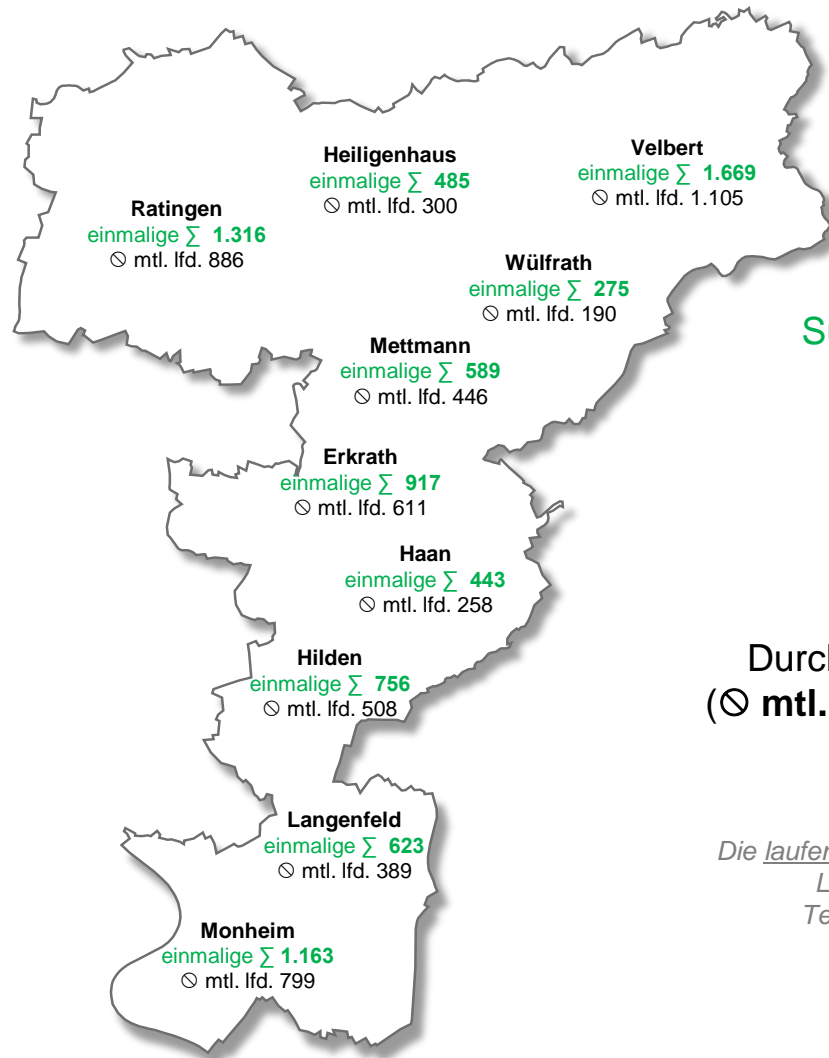 Heiligenhaus
einmalige ∑ 485
⦸ mtl. lfd. 300
Velbert
einmalige ∑ 1.669
⦸ mtl. lfd. 1.105
Ratingen
einmalige ∑ 1.316
⦸ mtl. lfd. 886
Wülfrath
einmalige ∑ 275
⦸ mtl. lfd. 190
Mettmann
einmalige ∑ 589
⦸ mtl. lfd. 446
Erkrath
einmalige ∑ 917
⦸ mtl. lfd. 611
Haan
einmalige ∑ 443
⦸ mtl. lfd. 258
Hilden
einmalige ∑ 756
⦸ mtl. lfd. 508
(⦸ mtl.
Langenfeld
einmalige ∑ 623
⦸ mtl. lfd. 389
Die
Monheim
einmalige ∑ 1.163
⦸ mtl. lfd. 799